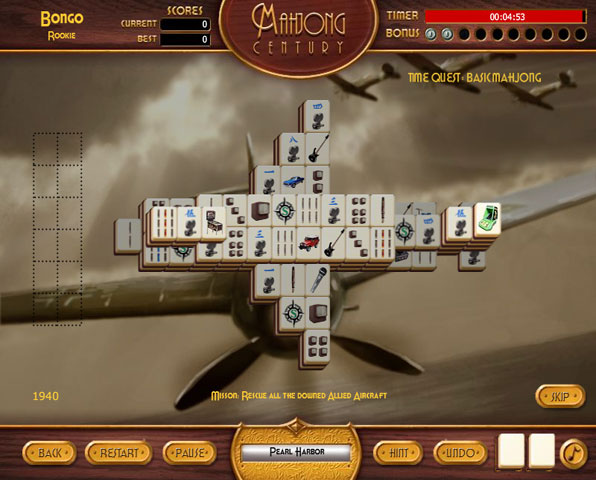 Bongo
Rookie
SCORES
CURRENT 0
BEST 0
MAHJONG
CENTURY
TIMER 00:04:53
BONUS
TIME QUEST: BASIC MAHJONG
1940
MISSION: RESCUE ALL THE DOWNED ALLIED AIRCRAFT
SKIP
BACK
RESTART
PAUSE
PEARL HARBOR
HINT
UNDO